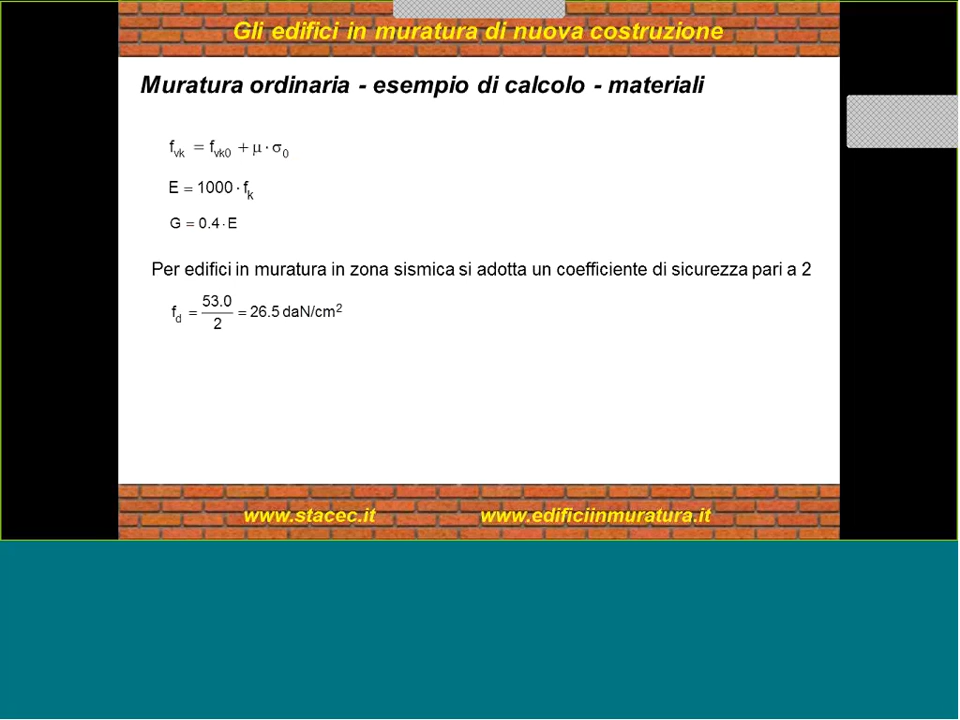 Gli edifici in muratura di nuova costruzione
Muratura ordinaria - esempio di calcolo - materiali
fvk = fvk0 + μ · σ0
E = 1000 · fk
G = 0.4 · E
Per edifici in muratura in zona sismica si adotta un coefficiente di sicurezza pari a 2
fd = 53.0 / 2 = 26.5 daN/cm²
www.stacec.it www.edificiinmuratura.it